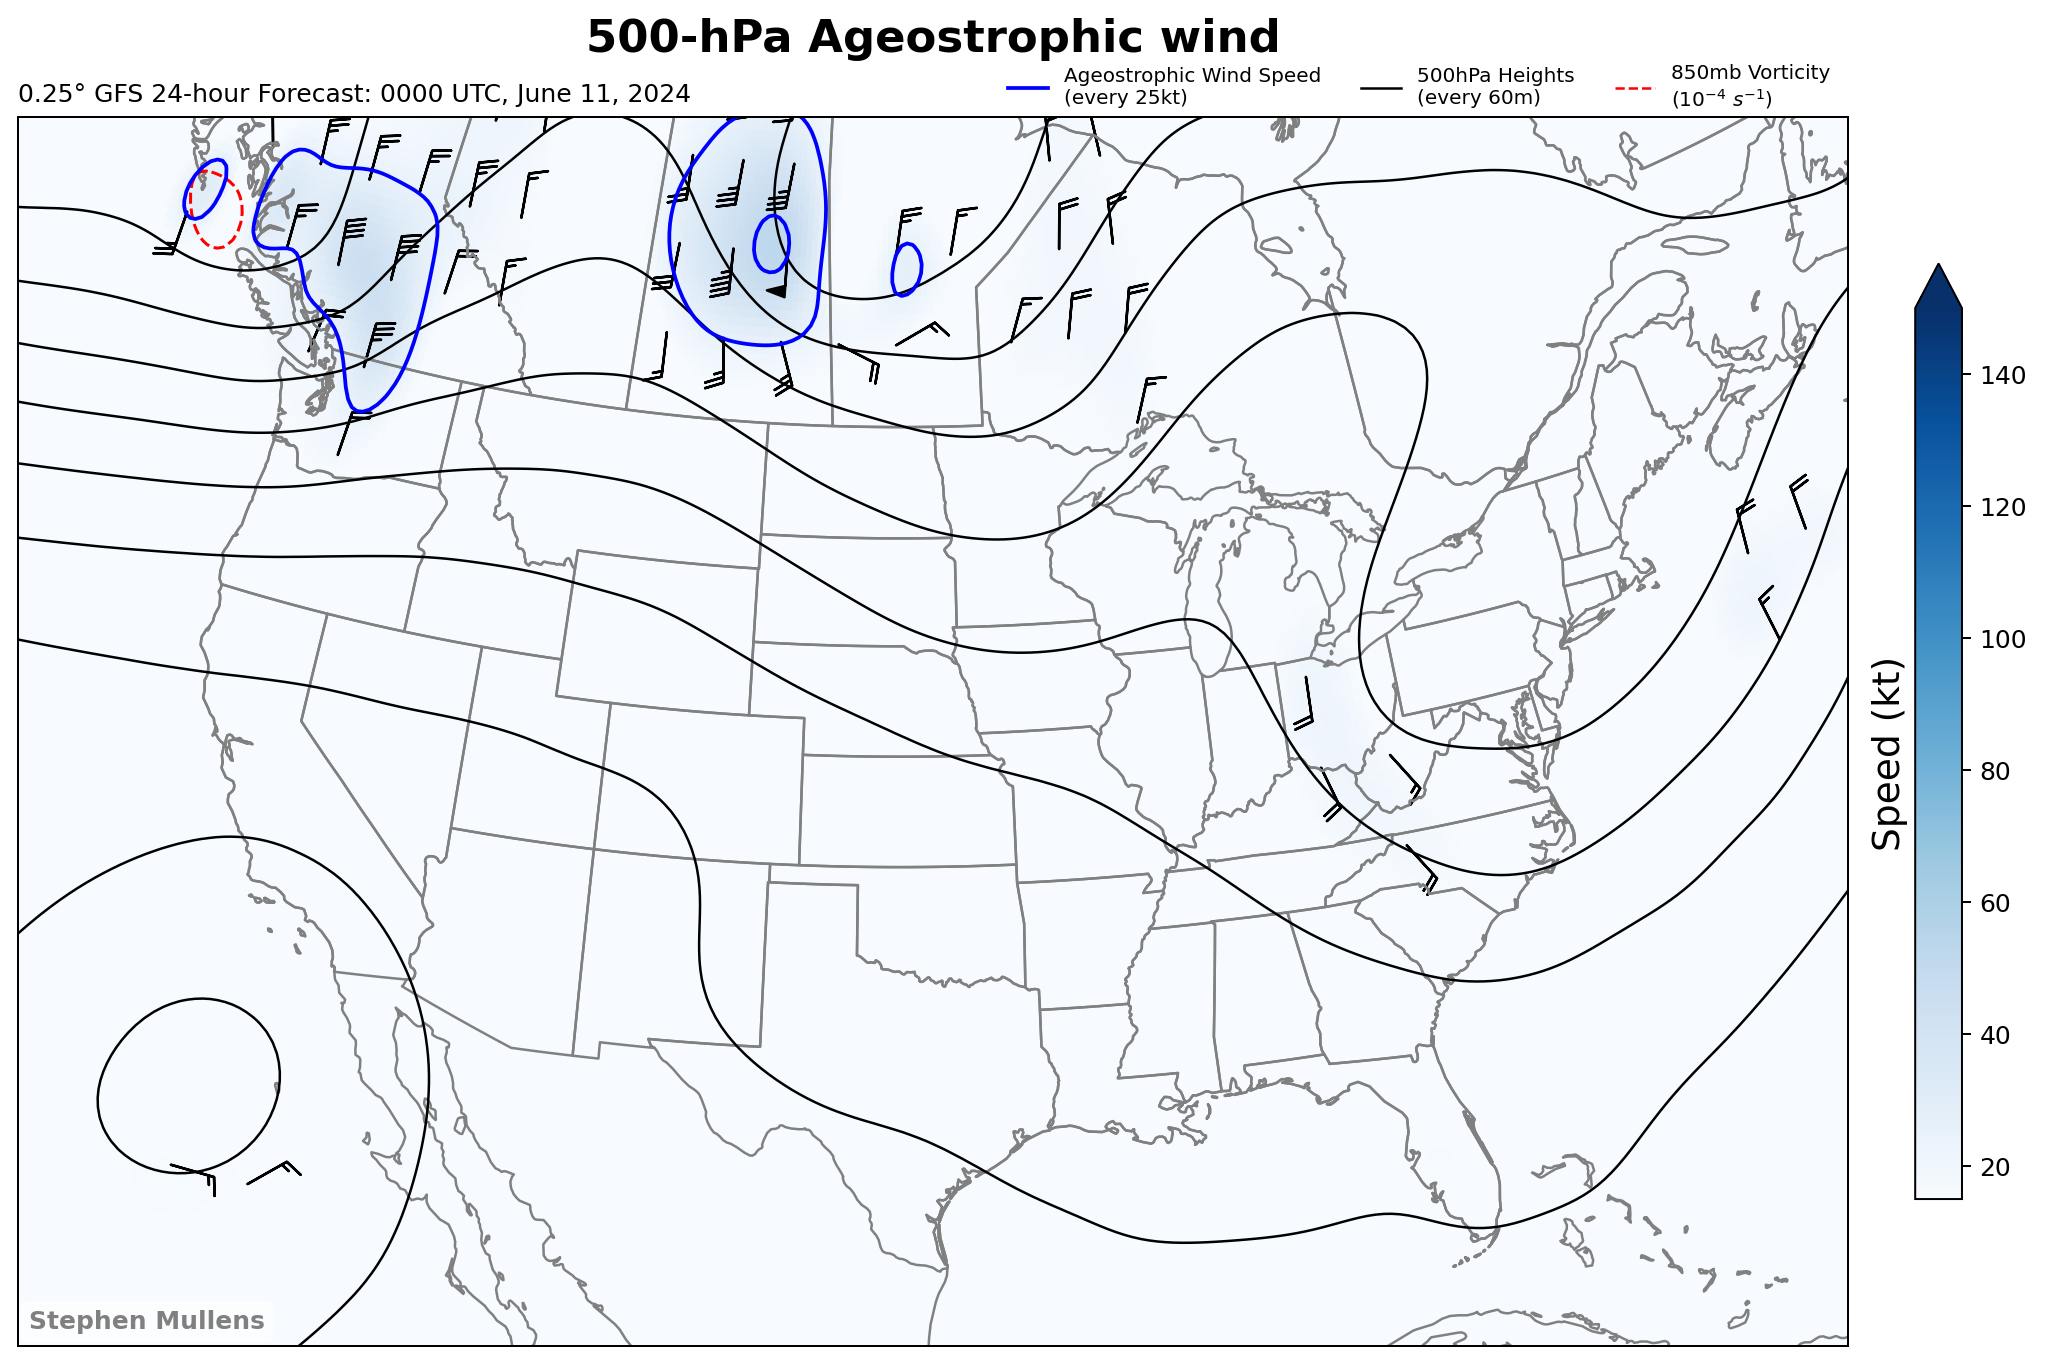 500-hPa Ageostrophic wind
0.25° GFS 24-hour Forecast: 0000 UTC, June 11, 2024
Ageostrophic Wind Speed
(every 25kt)
500hPa Heights
(every 60m)
850mb Vorticity
(10⁻⁴ s⁻¹)
140
120
100
80
60
40
20
Speed (kt)
Stephen Mullens